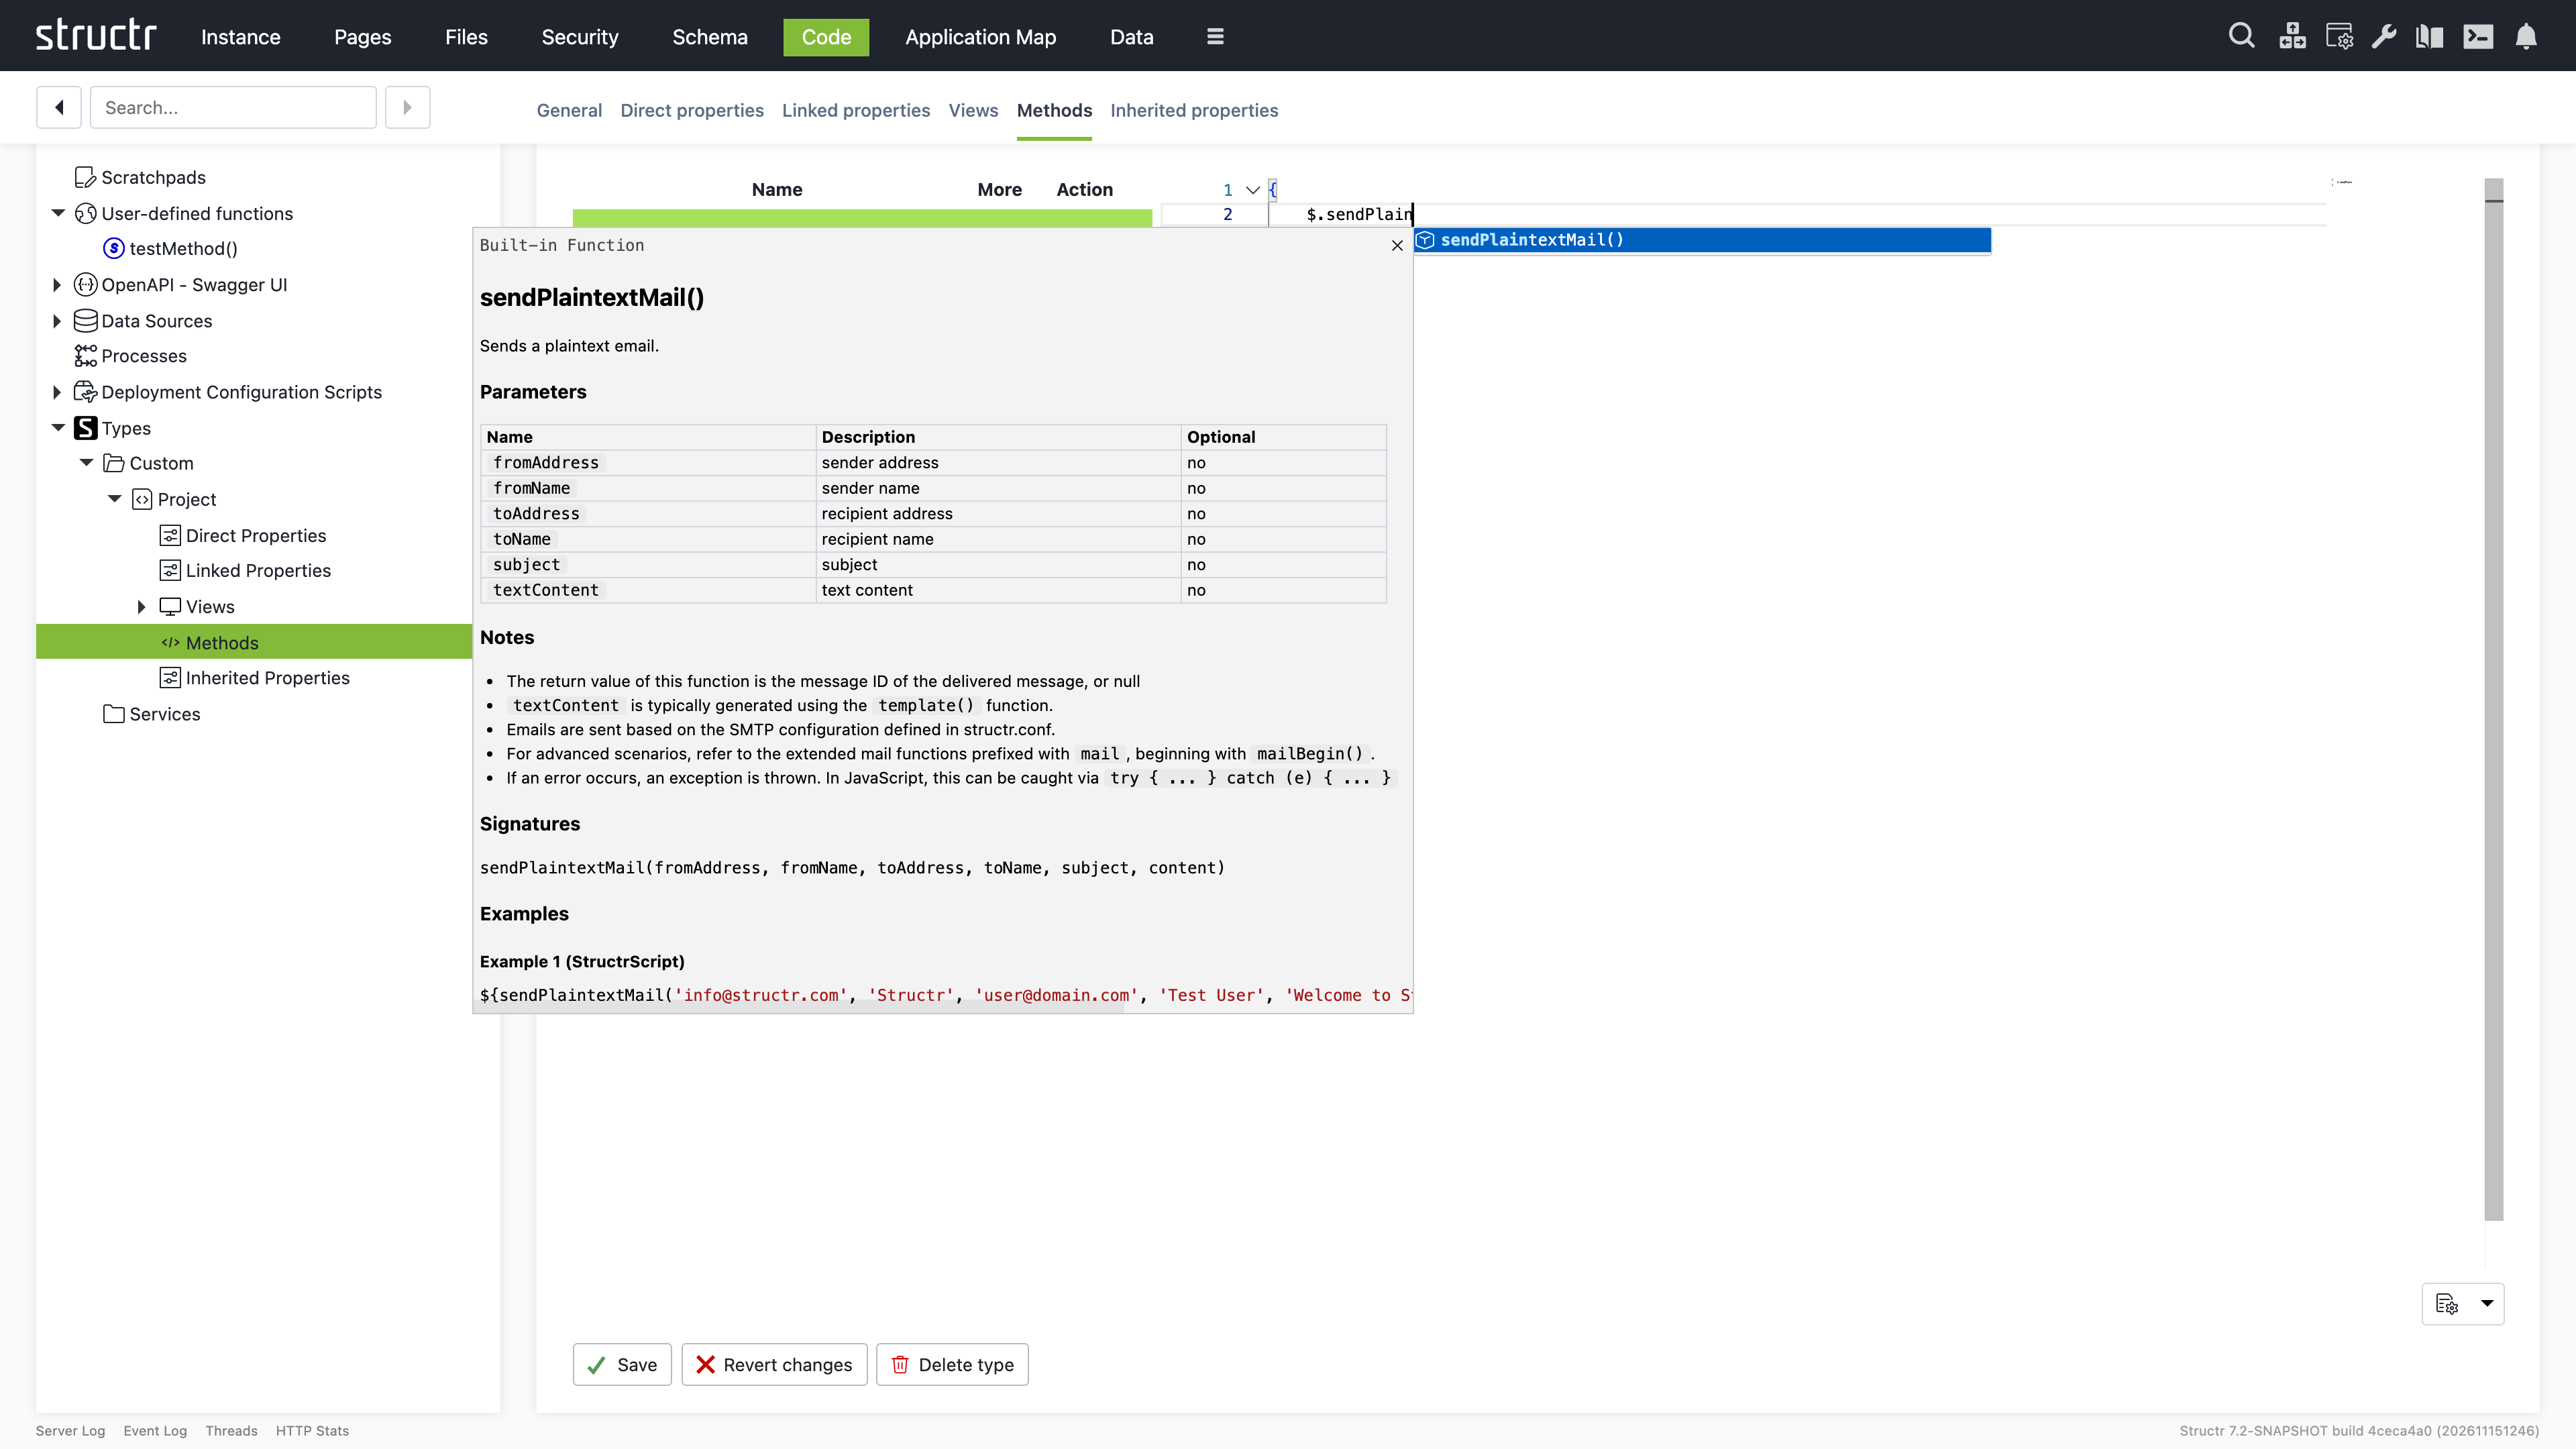 structr Instance Pages Files Security Schema Code Application Map Data
Search...
General Direct properties Linked properties Views Methods Inherited properties
Scratchpads
User-defined functions
testMethod()
OpenAPI - Swagger UI
Data Sources
Processes
Deployment Configuration Scripts
Types
Custom
Project
Direct Properties
Linked Properties
Views
Methods
Inherited Properties
Services
Name More Action
1 {
2 $.sendPlain
sendPlaintextMail()
Built-in Function
sendPlaintextMail()
Sends a plaintext email.
Parameters
Name Description Optional
fromAddress sender address no
fromName sender name no
toAddress recipient address no
toName recipient name no
subject subject no
textContent text content no
Notes
• The return value of this function is the message ID of the delivered message, or null
• textContent is typically generated using the template() function.
• Emails are sent based on the SMTP configuration defined in structr.conf.
• For advanced scenarios, refer to the extended mail functions prefixed with mail , beginning with mailBegin() .
• If an error occurs, an exception is thrown. In JavaScript, this can be caught via try { ... } catch (e) { ... }
Signatures
sendPlaintextMail(fromAddress, fromName, toAddress, toName, subject, content)
Examples
Example 1 (StructrScript)
${sendPlaintextMail('info@structr.com', 'Structr', 'user@domain.com', 'Test User', 'Welcome to S
Save Revert changes Delete type
Server Log Event Log Threads HTTP Stats
Structr 7.2-SNAPSHOT build 4ceca4a0 (202611151246)